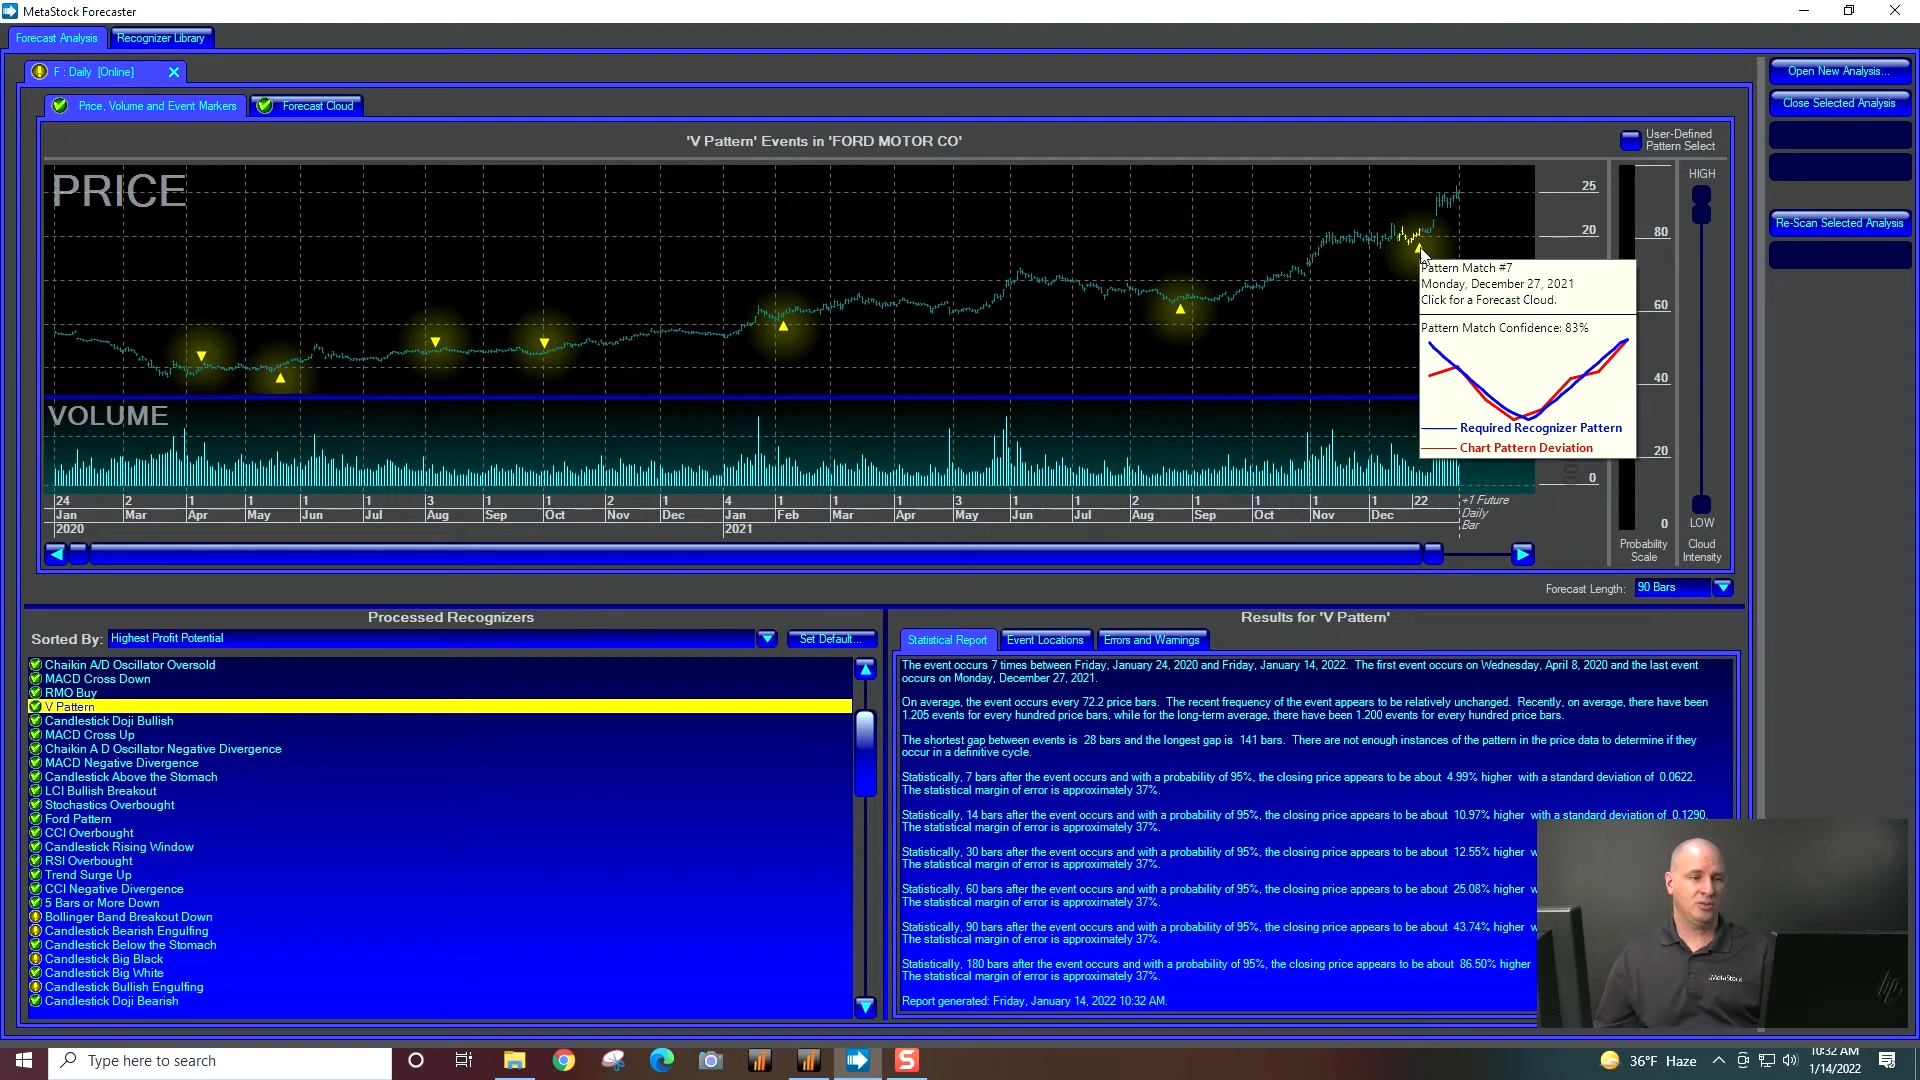 MetaStock Forecaster
Forecast Analysis
Recognizer Library
F : Daily [Online]
Price, Volume and Event Markers
Forecast Cloud
'V Pattern' Events in 'FORD MOTOR CO'
User-Defined
Pattern Select
Open New Analysis...
Close Selected Analysis
Re-Scan Selected Analysis
PRICE
VOLUME
25
20
0
HIGH
80
60
40
20
0
LOW
Probability
Scale
Cloud
Intensity
Pattern Match #7
Monday, December 27, 2021
Click for a Forecast Cloud.
Pattern Match Confidence: 83%
Required Recognizer Pattern
Chart Pattern Deviation
24 2 1 1 1 1 3 1 1 2 1 4 1 1 1 3 1 1 2 1 1 1 1 22
Jan Mar Apr May Jun Jul Aug Sep Oct Nov Dec Jan Feb Mar Apr May Jun Jul Aug Sep Oct Nov Dec
2020 2021
+1 Future
Daily
Bar
Forecast Length: 90 Bars
Processed Recognizers
Sorted By: Highest Profit Potential
Set Default...
Chaikin A/D Oscillator Oversold
MACD Cross Down
RMO Buy
V Pattern
Candlestick Doji Bullish
MACD Cross Up
Chaikin A D Oscillator Negative Divergence
MACD Negative Divergence
Candlestick Above the Stomach
LCI Bullish Breakout
Stochastics Overbought
Ford Pattern
CCI Overbought
Candlestick Rising Window
RSI Overbought
Trend Surge Up
CCI Negative Divergence
5 Bars or More Down
Bollinger Band Breakout Down
Candlestick Bearish Engulfing
Candlestick Below the Stomach
Candlestick Big Black
Candlestick Big White
Candlestick Bullish Engulfing
Candlestick Doji Bearish
Results for 'V Pattern'
Statistical Report
Event Locations
Errors and Warnings
The event occurs 7 times between Friday, January 24, 2020 and Friday, January 14, 2022. The first event occurs on Wednesday, April 8, 2020 and the last event
occurs on Monday, December 27, 2021.
On average, the event occurs every 72.2 price bars. The recent frequency of the event appears to be relatively unchanged. Recently, on average, there have been
1.205 events for every hundred price bars, while for the long-term average, there have been 1.200 events for every hundred price bars.
The shortest gap between events is 28 bars and the longest gap is 141 bars. There are not enough instances of the pattern in the price data to determine if they
occur in a definitive cycle.
Statistically, 7 bars after the event occurs and with a probability of 95%, the closing price appears to be about 4.99% higher with a standard deviation of 0.0622.
The statistical margin of error is approximately 37%.
Statistically, 14 bars after the event occurs and with a probability of 95%, the closing price appears to be about 10.97% higher with a standard deviation of 0.1290.
The statistical margin of error is approximately 37%.
Statistically, 30 bars after the event occurs and with a probability of 95%, the closing price appears to be about 12.55% higher w
The statistical margin of error is approximately 37%.
Statistically, 60 bars after the event occurs and with a probability of 95%, the closing price appears to be about 25.08% higher w
The statistical margin of error is approximately 37%.
Statistically, 90 bars after the event occurs and with a probability of 95%, the closing price appears to be about 43.74% higher w
The statistical margin of error is approximately 37%.
Statistically, 180 bars after the event occurs and with a probability of 95%, the closing price appears to be about 86.50% higher
The statistical margin of error is approximately 37%.
Report generated: Friday, January 14, 2022 10:32 AM.
MetaStock
Type here to search
36°F Haze
10:32 AM
1/14/2022